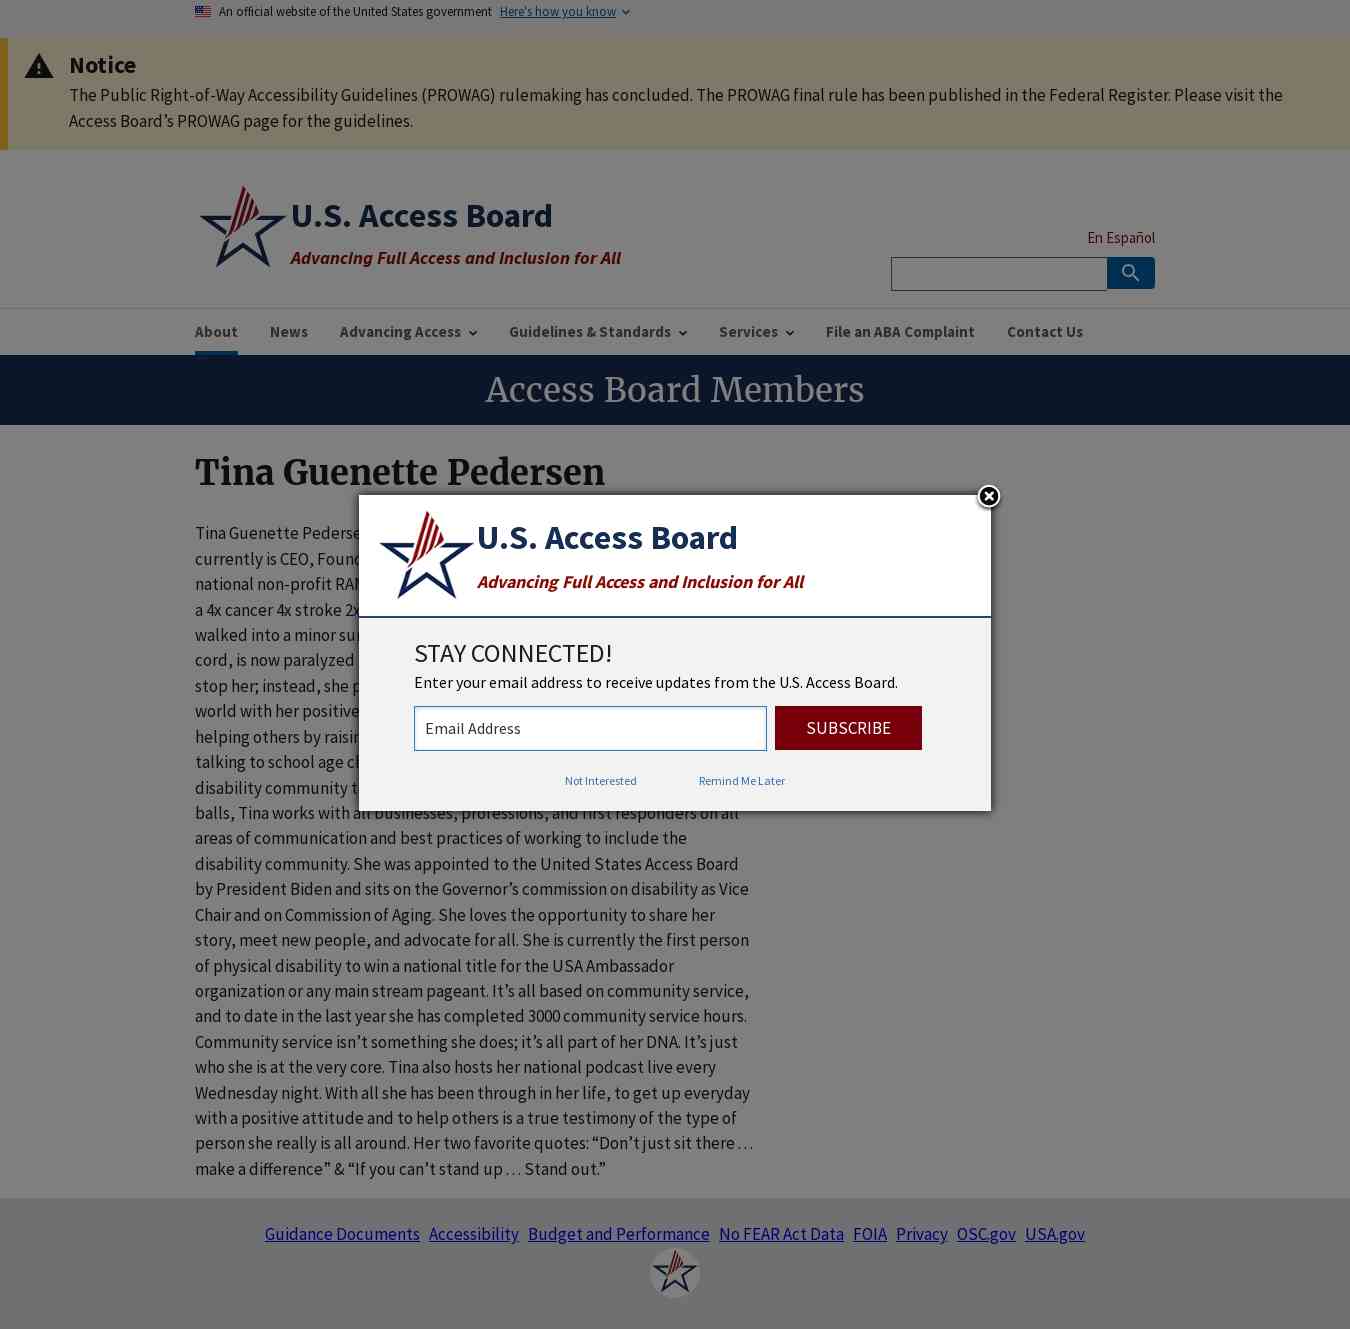 An official website of the United States government Here's how you know
Notice
The Public Right-of-Way Accessibility Guidelines (PROWAG) rulemaking has concluded. The PROWAG final rule has been published in the Federal Register. Please visit the
Access Board’s PROWAG page for the guidelines.
U.S. Access Board
Advancing Full Access and Inclusion for All
En Español
About News Advancing Access Guidelines & Standards Services File an ABA Complaint Contact Us
Access Board Members
Tina Guenette Pedersen
Tina Guenette
currently is CEO,
national non-profit
a 4x cancer 4x stroke
walked into a minor
cord, is now paralyzed
stop her; instead, she
world with her positive
helping others by
talking to school age
disability community
balls, Tina works with all businesses, professions, and first responders on all
areas of communication and best practices of working to include the
disability community. She was appointed to the United States Access Board
by President Biden and sits on the Governor’s commission on disability as Vice
Chair and on Commission of Aging. She loves the opportunity to share her
story, meet new people, and advocate for all. She is currently the first person
of physical disability to win a national title for the USA Ambassador
organization or any main stream pageant. It’s all based on community service,
and to date in the last year she has completed 3000 community service hours.
Community service isn’t something she does; it’s all part of her DNA. It’s just
who she is at the very core. Tina also hosts her national podcast live every
Wednesday night. With all she has been through in her life, to get up everyday
with a positive attitude and to help others is a true testimony of the type of
person she really is all around. Her two favorite quotes: “Don’t just sit there …
make a difference” & “If you can’t stand up … Stand out.”
U.S. Access Board
Advancing Full Access and Inclusion for All
STAY CONNECTED!
Enter your email address to receive updates from the U.S. Access Board.
Email Address
SUBSCRIBE
Not Interested Remind Me Later
Guidance Documents Accessibility Budget and Performance No FEAR Act Data FOIA Privacy OSC.gov USA.gov